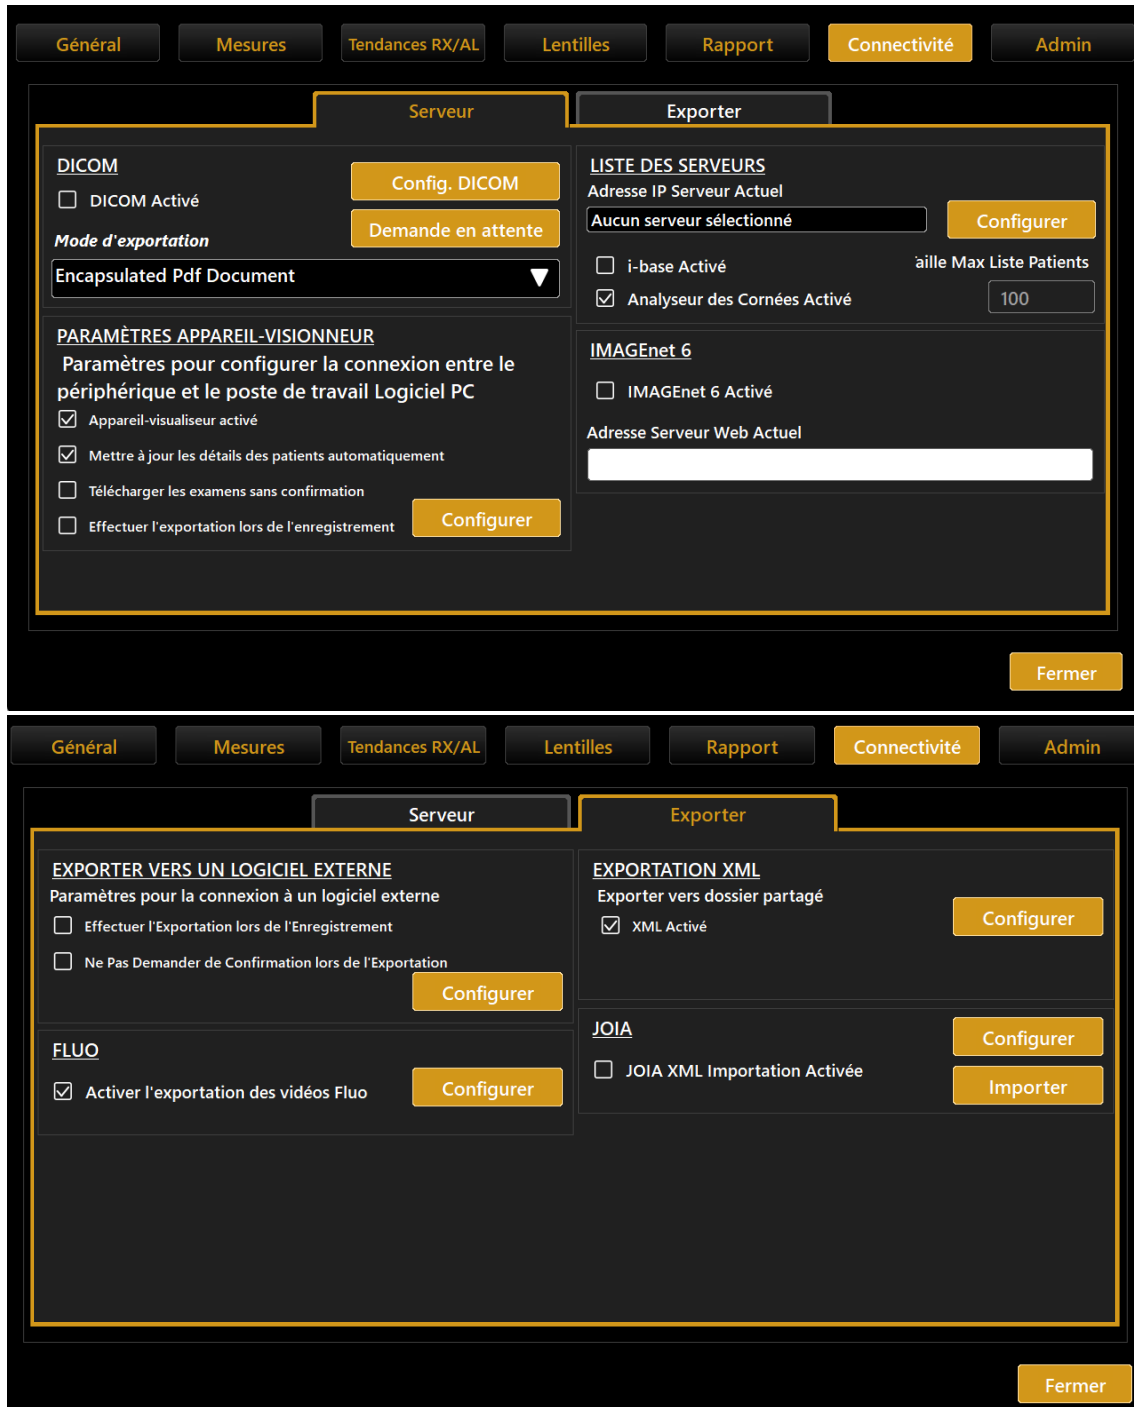 Général
Mesures
Tendances RX/AL
Lentilles
Rapport
Connectivité
Admin
Serveur
Exporter
DICOM
DICOM Activé
Config. DICOM
Demande en attente
Mode d'exportation
Encapsulated Pdf Document
PARAMÈTRES APPAREIL-VISIONNEUR
Paramètres pour configurer la connexion entre le
périphérique et le poste de travail Logiciel PC
Appareil-visualiseur activé
Mettre à jour les détails des patients automatiquement
Télécharger les examens sans confirmation
Effectuer l'exportation lors de l'enregistrement
Configurer
LISTE DES SERVEURS
Adresse IP Serveur Actuel
Aucun serveur sélectionné
Configurer
i-base Activé
aille Max Liste Patients
Analyseur des Cornées Activé
100
IMAGEnet 6
IMAGEnet 6 Activé
Adresse Serveur Web Actuel
Fermer
Général
Mesures
Tendances RX/AL
Lentilles
Rapport
Connectivité
Admin
Serveur
Exporter
EXPORTER VERS UN LOGICIEL EXTERNE
Paramètres pour la connexion à un logiciel externe
Effectuer l'Exportation lors de l'Enregistrement
Ne Pas Demander de Confirmation lors de l'Exportation
Configurer
FLUO
Activer l'exportation des vidéos Fluo
Configurer
EXPORTATION XML
Exporter vers dossier partagé
XML Activé
Configurer
JOIA
JOIA XML Importation Activée
Configurer
Importer
Fermer